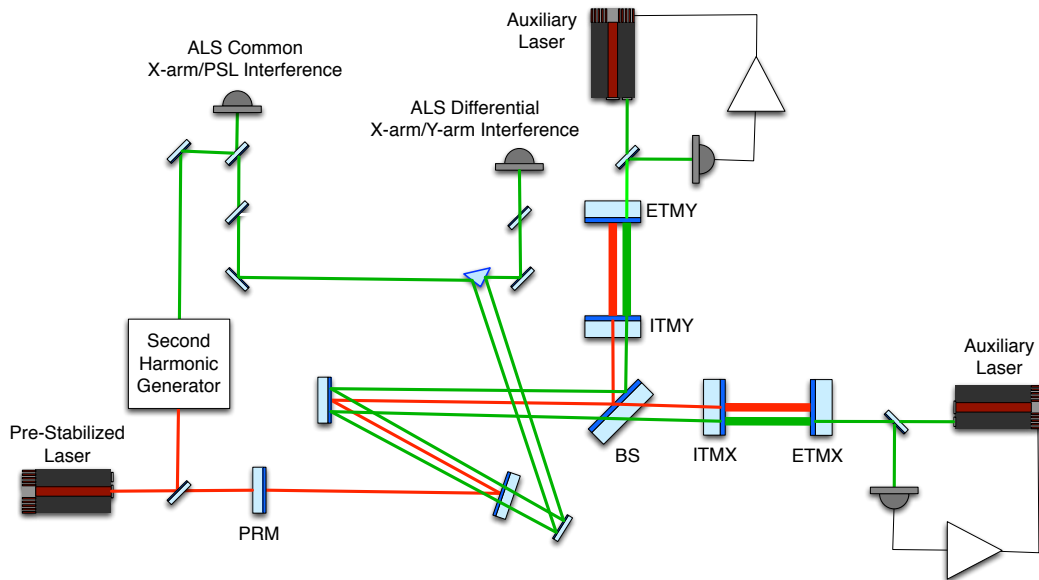 ALS Common
X-arm/PSL Interference
ALS Differential
X-arm/Y-arm Interference
Auxiliary
Laser
ETMY
ITMY
Second
Harmonic
Generator
Pre-Stabilized
Laser
PRM
BS
ITMX
ETMX
Auxiliary
Laser